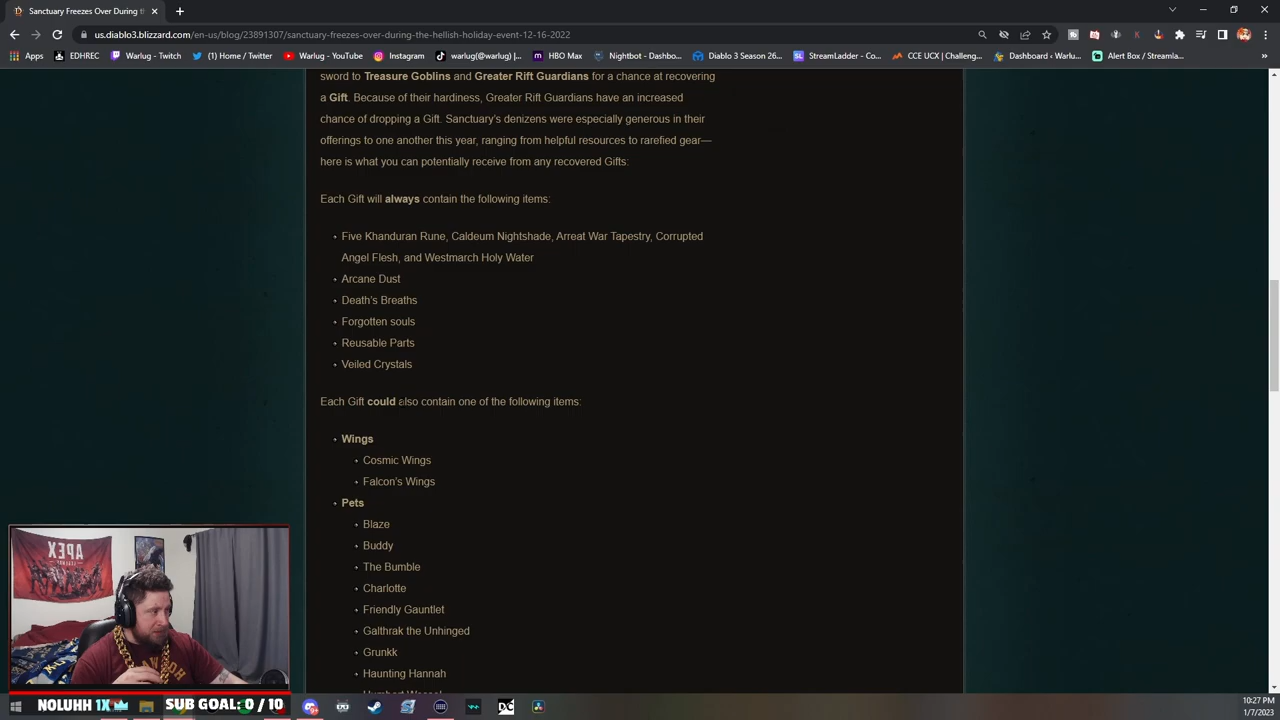 Sanctuary Freezes Over During th
us.diablo3.blizzard.com/en-us/blog/23891307/sanctuary-freezes-over-during-the-hellish-holiday-event-12-16-2022
Apps EDHREC Warlug - Twitch Home / Twitter Warlug - YouTube Instagram warlug(@warlug) |... HBO Max Nightbot - Dashbo... Diablo 3 Season 26... StreamLadder - Co... CCE UCX | Challeng... Dashboard ‹ Warlu... Alert Box / Streamla...
sword to Treasure Goblins and Greater Rift Guardians for a chance at recovering
a Gift. Because of their hardiness, Greater Rift Guardians have an increased
chance of dropping a Gift. Sanctuary's denizens were especially generous in their
offerings to one another this year, ranging from helpful resources to rarefied gear—
here is what you can potentially receive from any recovered Gifts:
Each Gift will always contain the following items:
Five Khanduran Rune, Caldeum Nightshade, Arreat War Tapestry, Corrupted
Angel Flesh, and Westmarch Holy Water
Arcane Dust
Death's Breaths
Forgotten souls
Reusable Parts
Veiled Crystals
Each Gift could also contain one of the following items:
Wings
Cosmic Wings
Falcon's Wings
Pets
Blaze
Buddy
The Bumble
Charlotte
Friendly Gauntlet
Galthrak the Unhinged
Grunkk
Haunting Hannah
APEX
NOLUHH 1X
SUB GOAL: 0 / 10
DC
10:27 PM
1/7/2023